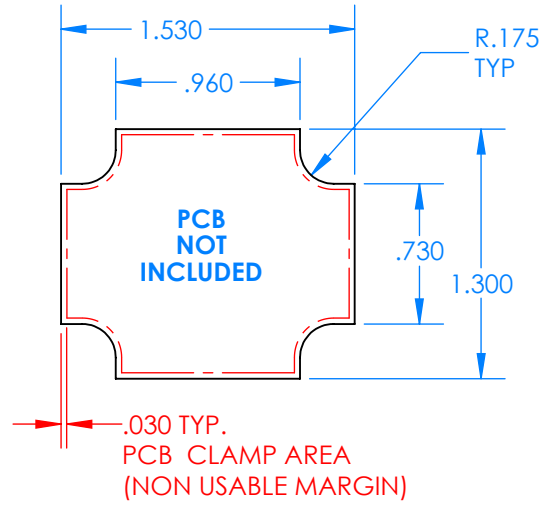 1.530
R.175
TYP
.960
PCB
NOT
INCLUDED
.730
1.300
.030 TYP.
PCB CLAMP AREA
(NON USABLE MARGIN)